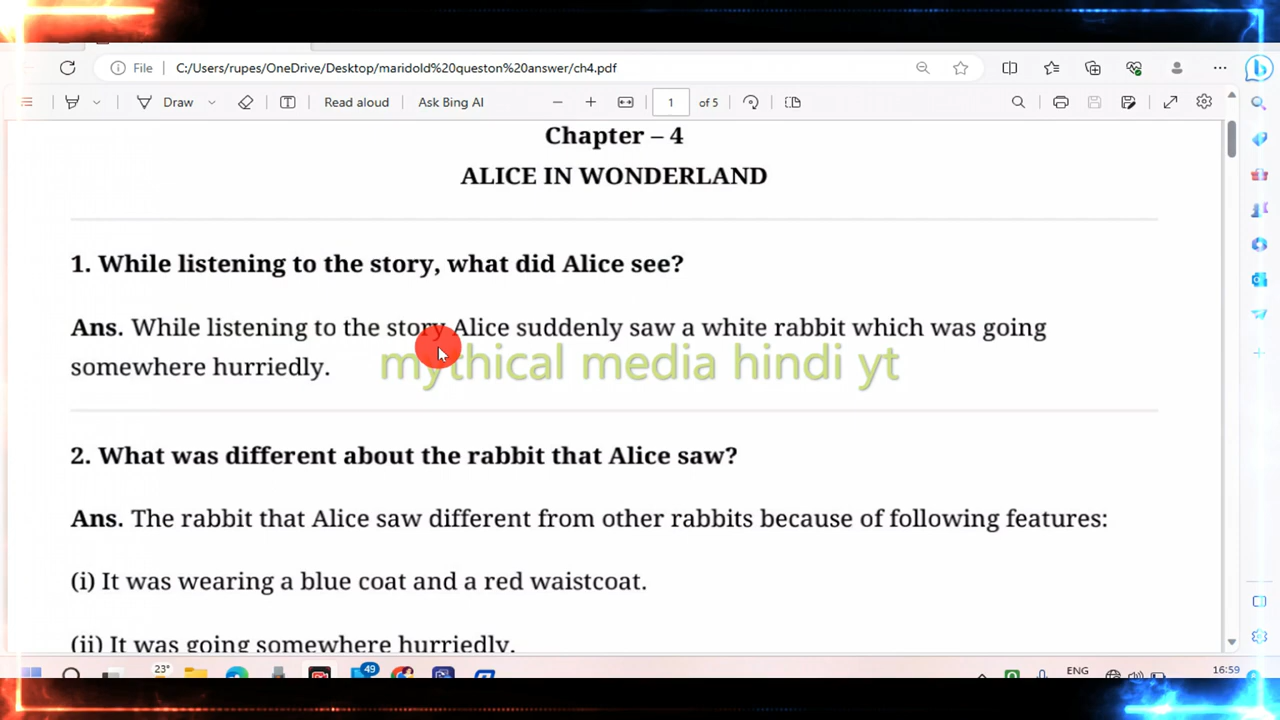 File C:/Users/rupes/OneDrive/Desktop/maridold%20queston%20answer/ch4.pdf
Draw Read aloud Ask Bing AI 1 of 5
Chapter – 4
ALICE IN WONDERLAND
1. While listening to the story, what did Alice see?
Ans. While listening to the story Alice suddenly saw a white rabbit which was going
somewhere hurriedly.
mythical media hindi yt
2. What was different about the rabbit that Alice saw?
Ans. The rabbit that Alice saw different from other rabbits because of following features:
(i) It was wearing a blue coat and a red waistcoat.
(ii) It was going somewhere hurriedly.
23° 49 ENG 16:59